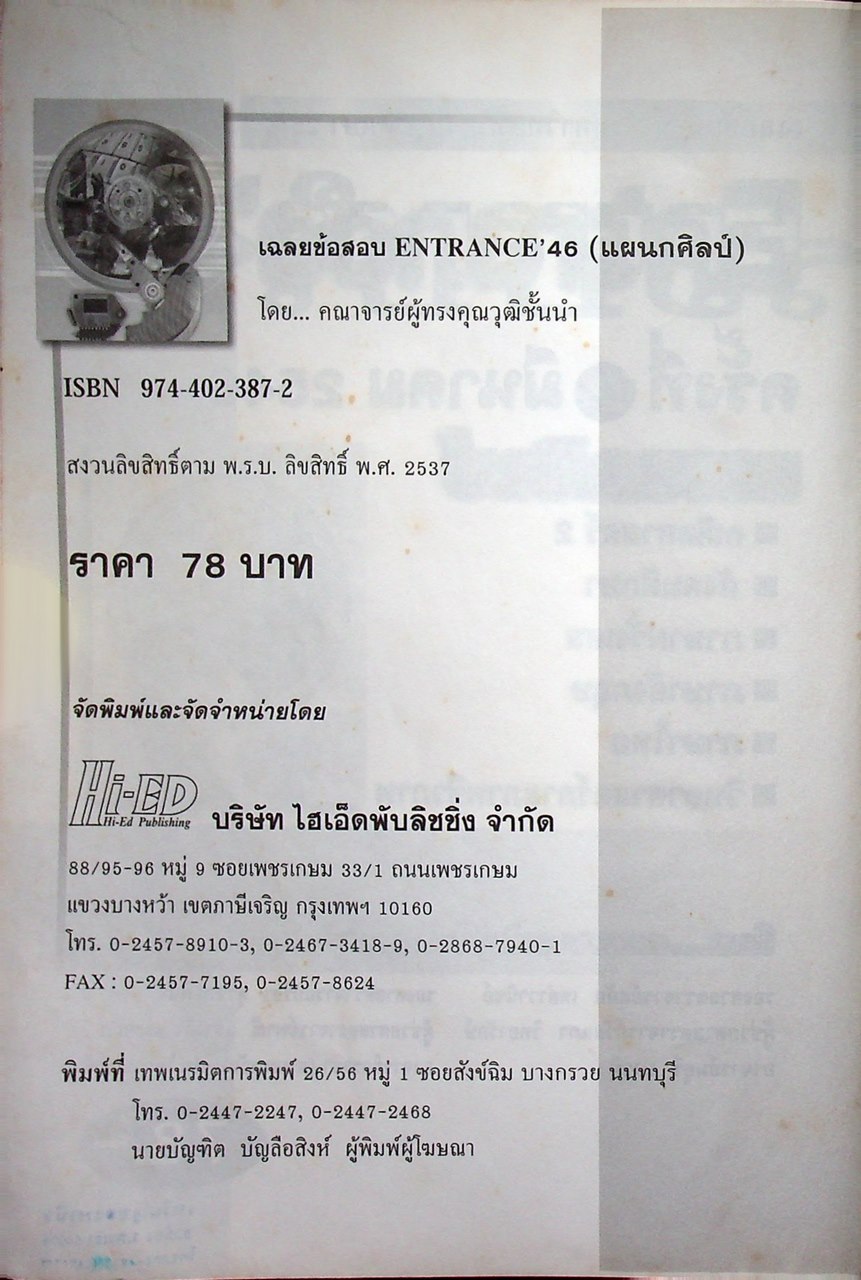 เฉลยข้อสอบ ENTRANCE'46 (แผนกศิลป์)
โดย... คณาจารย์ผู้ทรงคุณวุฒิชั้นนำ
ISBN 974-402-387-2
สงวนลิขสิทธิ์ตาม พ.ร.บ. ลิขสิทธิ์ พ.ศ. 2537
ราคา 78 บาท
จัดพิมพ์และจัดจำหน่ายโดย
Hi-ED
Hi-Ed Publishing
บริษัท ไฮเอ็ดพับลิชชิ่ง จำกัด
88/95-96 หมู่ 9 ซอยเพชรเกษม 33/1 ถนนเพชรเกษม
แขวงบางหว้า เขตภาษีเจริญ กรุงเทพฯ 10160
โทร. 0-2457-8910-3, 0-2467-3418-9, 0-2868-7940-1
FAX : 0-2457-7195, 0-2457-8624
พิมพ์ที่ เทพเนรมิตการพิมพ์ 26/56 หมู่ 1 ซอยสังข์ฉิม บางกรวย นนทบุรี
โทร. 0-2447-2247, 0-2447-2468
นายบัญฑิต บัญลือสิงห์ ผู้พิมพ์ผู้โฆษณา